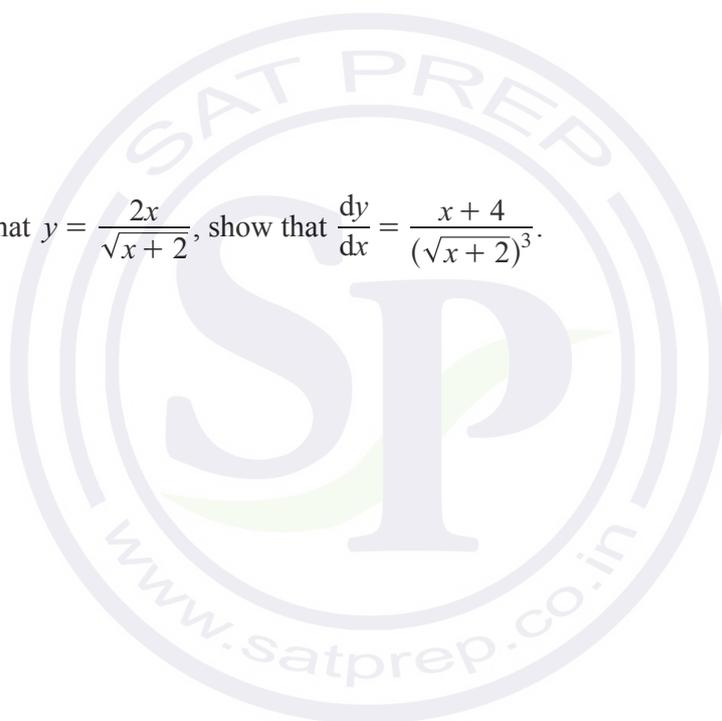 SAT PREP
hat y = 2x / √x + 2, show that dy/dx = x + 4 / (√x + 2)³.
SP
www.satprep.co.in